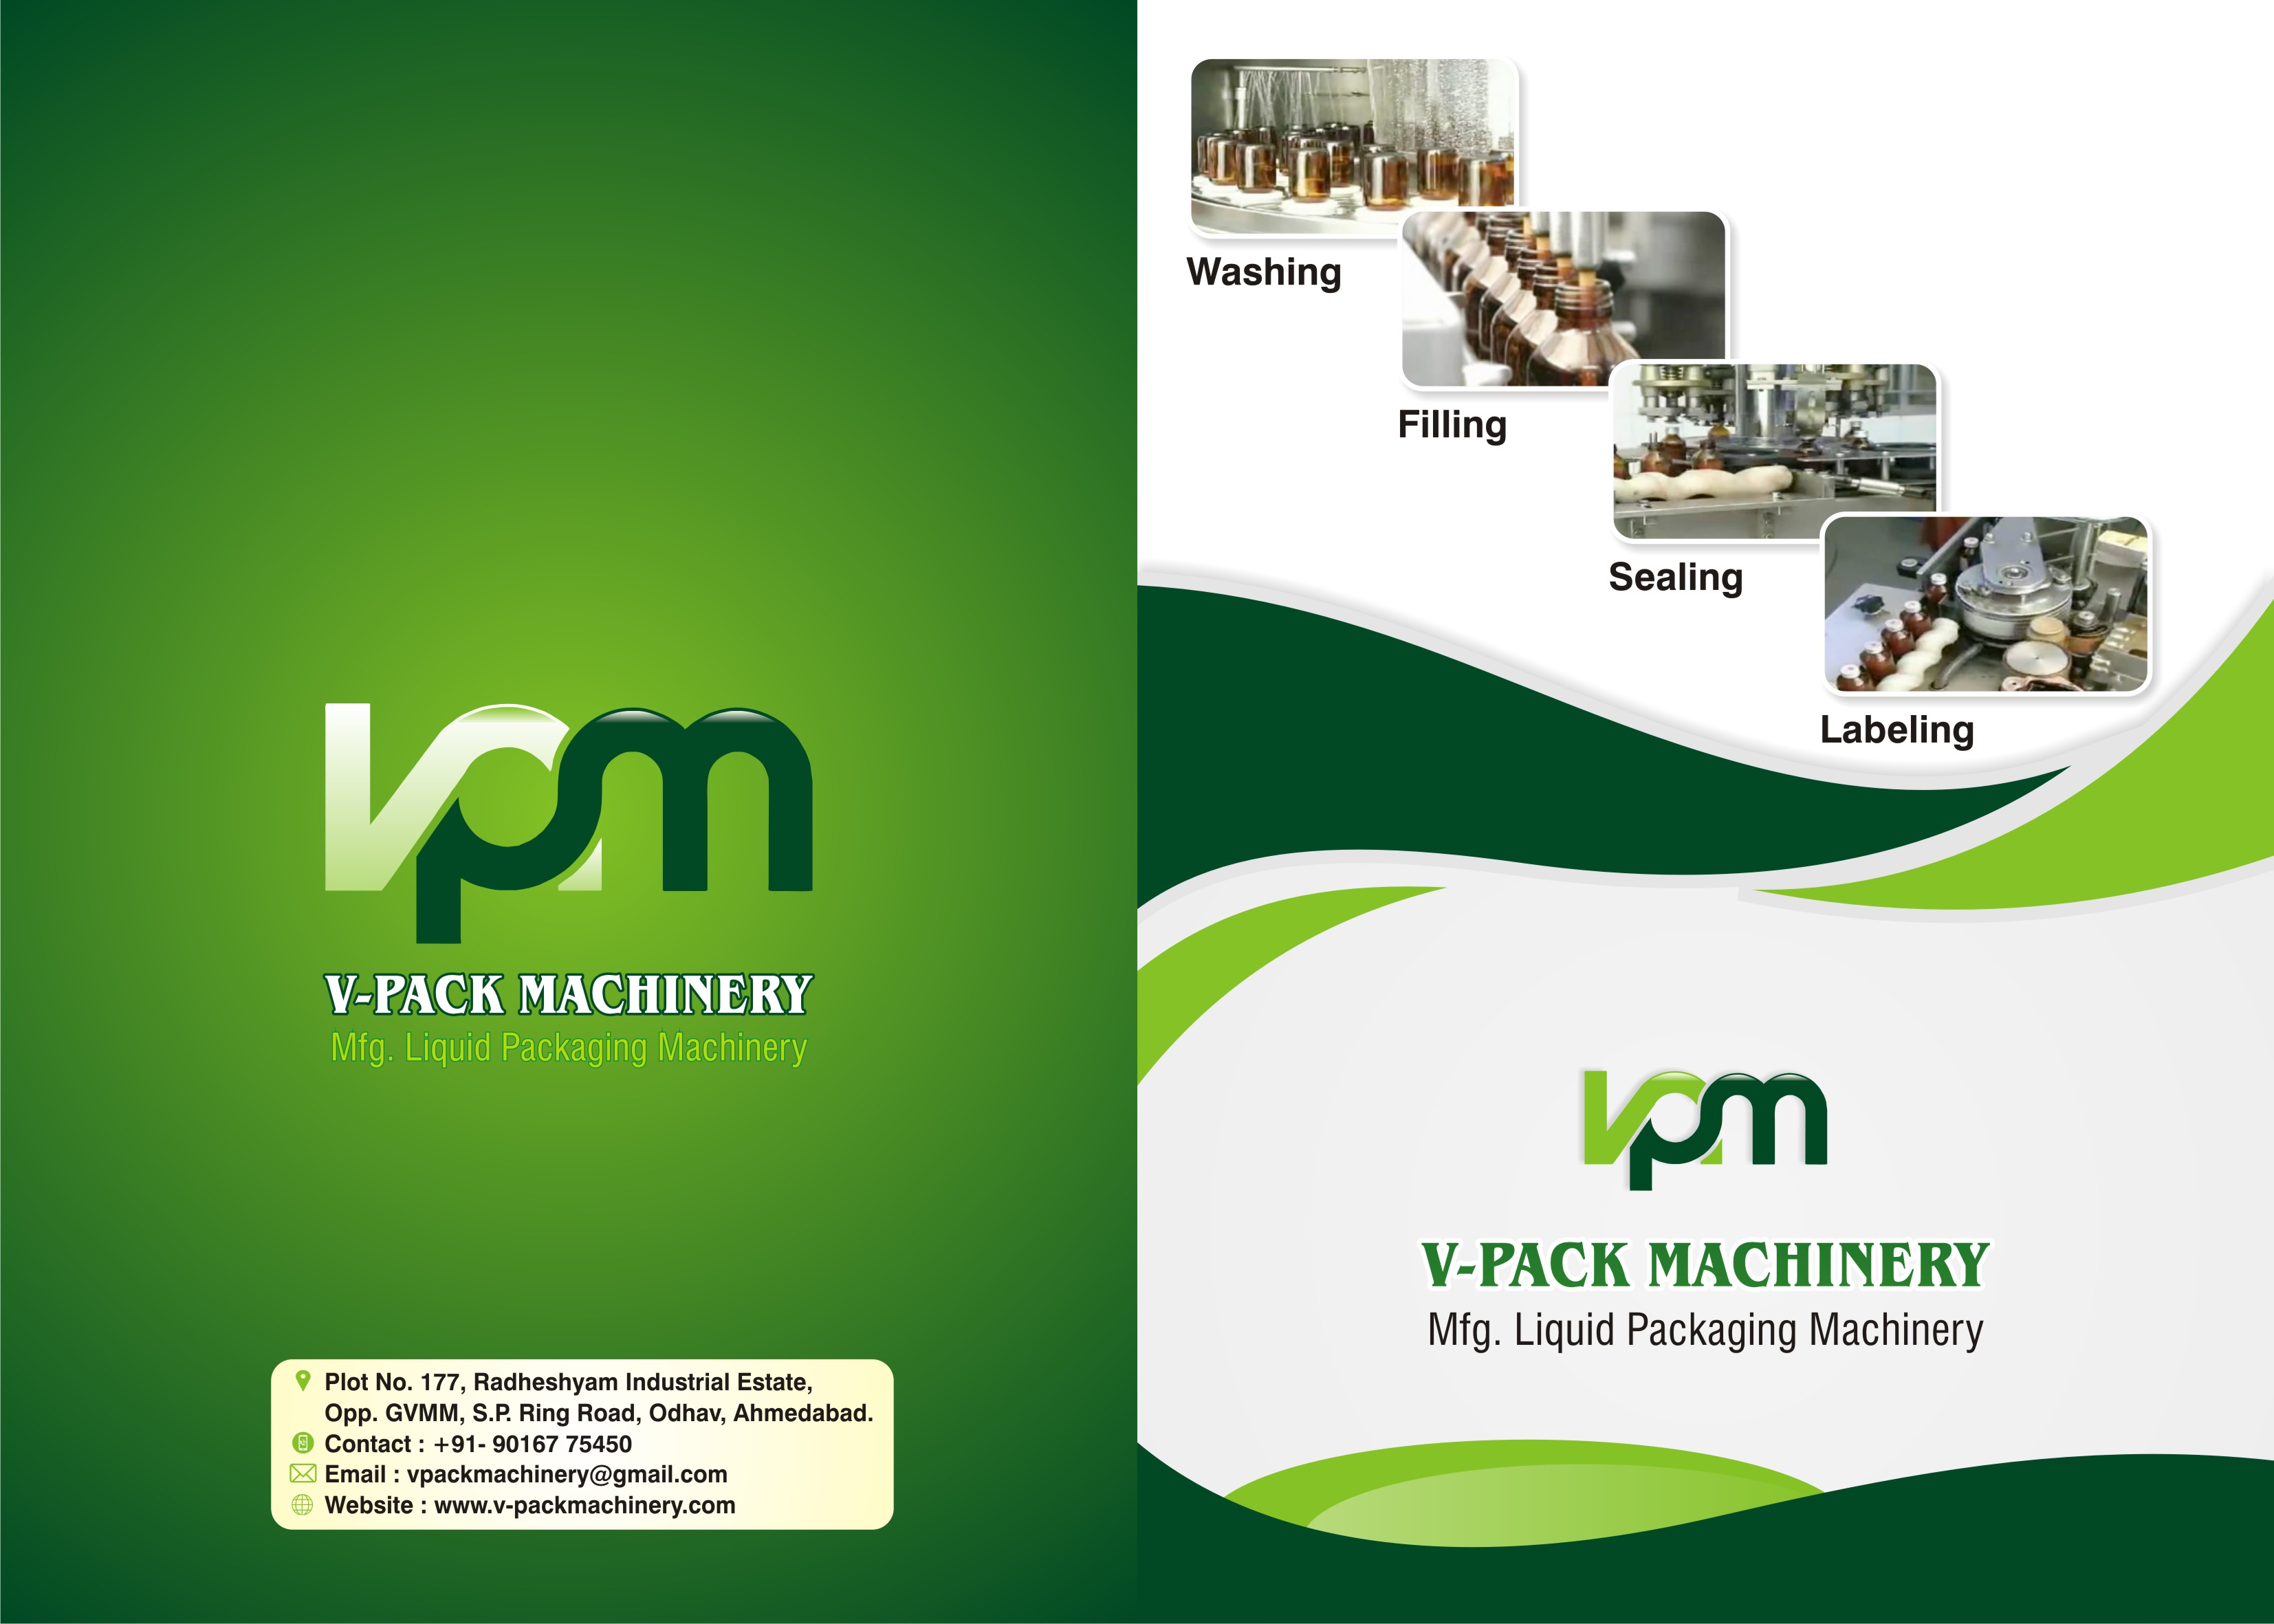 vpm
V-PACK MACHINERY
Mfg. Liquid Packaging Machinery
Plot No. 177, Radheshyam Industrial Estate,
Opp. GVMM, S.P. Ring Road, Odhav, Ahmedabad.
Contact : +91- 90167 75450
Email : vpackmachinery@gmail.com
Website : www.v-packmachinery.com
Washing
Filling
Sealing
Labeling
vpm
V-PACK MACHINERY
Mfg. Liquid Packaging Machinery